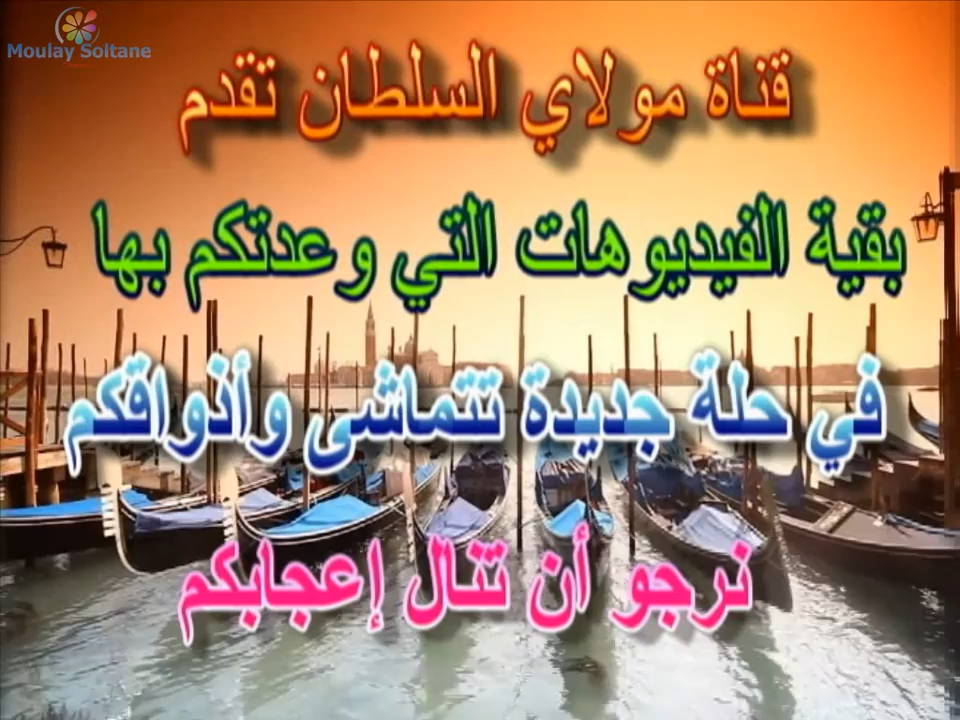 Moulay Soltane
قناة مولاي السلطان تقدم
بقية الفيديوهات التي وعدتكم بها
في حلة جديدة تتماشى وأذواقكم
نرجو أن تنال إعجابكم